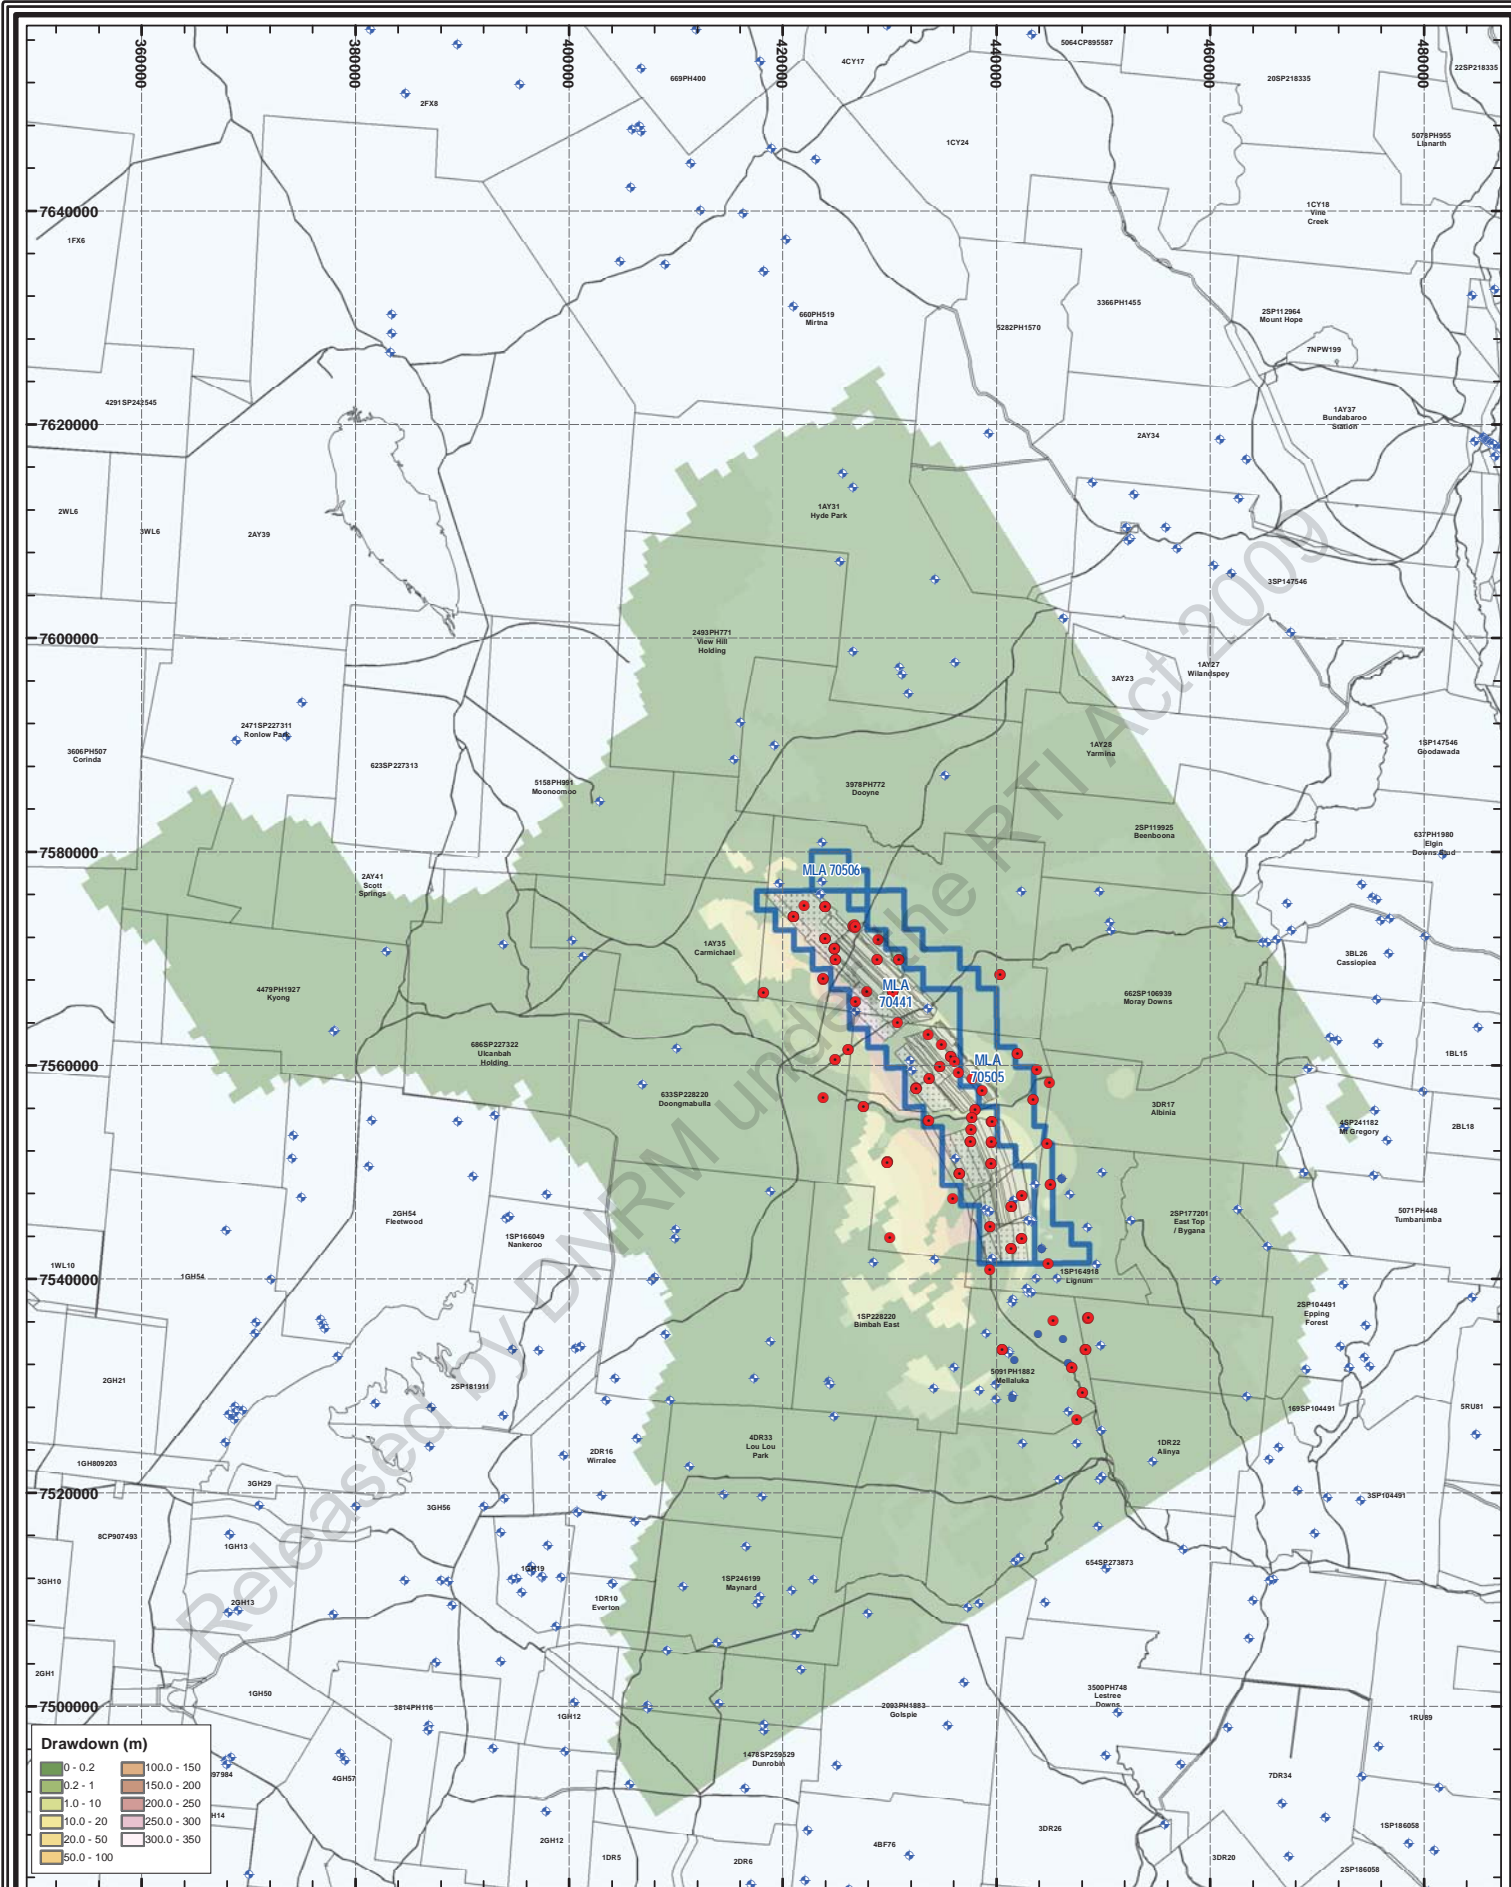 360000
380000
400000
420000
440000
460000
480000
5064CP895587
4CY17
22SP218335
669PH400
20SP218335
2FX8
5078PH955
Llanarth
1CY24
7640000
1CY18
Vine
Creek
1FX6
3366PH1455
2SP112964
Mount Hope
660PH519
Mirtna
5282PH1570
7NPW199
4291SP242545
1AY37
Bundabaroo
Station
7620000
2AY34
2WL6
1AY31
Hyde Park
3WL6
2AY39
3SP147546
7600000
2493PH771
View Hill
Holding
1AY27
Wilandspey
3AY23
2471SP227311
Ronlow Park
3606PH507
Corinda
1AY28
Yarmina
1SP147546
Goodawada
623SP227313
5158PH991
Moonoomoo
3978PH772
Dooyne
2SP119925
Beenboona
637PH1980
Elgin
Downs
7580000
MLA 70506
2AY41
Scott
Springs
1AY35
Carmichael
3BL26
Cassiopiea
4479PH1927
Kyong
MLA
70441
662SP106939
Moray Downs
686SP227322
Ulcanbah
Holding
7560000
1BL15
MLA
70505
633SP228220
Doongmabulla
3DR17
Albinia
4SP241182
Mt Gregory
2BL18
2GH54
Fleetwood
2SP177201
East Top
/ Bygana
5071PH448
Tumbarumba
1SP166049
Nankeroo
1WL10
1GH54
7540000
1SP164918
Lignum
1SP228220
Bimbah East
2SP104491
Epping
Forest
5091PH1882
Mellaluka
2GH21
2SP181911
169SP104491
5RU81
4DR33
Lou Lou
Park
2DR16
Wirralee
1DR22
Alinya
1GH809203
3GH29
7520000
3GH56
3SP104491
8CP907493
1GH13
654SP273873
1GH19
3GH10
1SP246199
Maynard
2GH13
1DR10
Everton
2GH1
1GH50
7500000
3814PH116
1GH12
2093PH1883
Golspie
3500PH748
Lestree
Downs
1RU89
Drawdown (m)
0 - 0.2
0.2 - 1
1.0 - 10
10.0 - 20
20.0 - 50
50.0 - 100
100.0 - 150
150.0 - 200
200.0 - 250
250.0 - 300
300.0 - 350
97984
4GH57
1478SP259529
Dunrobin
7DR34
H14
2GH12
1DR5
2DR6
4BF76
3DR26
3DR20
1SP186058
2SP186058
Released by DNRM under the RTI Act 2009